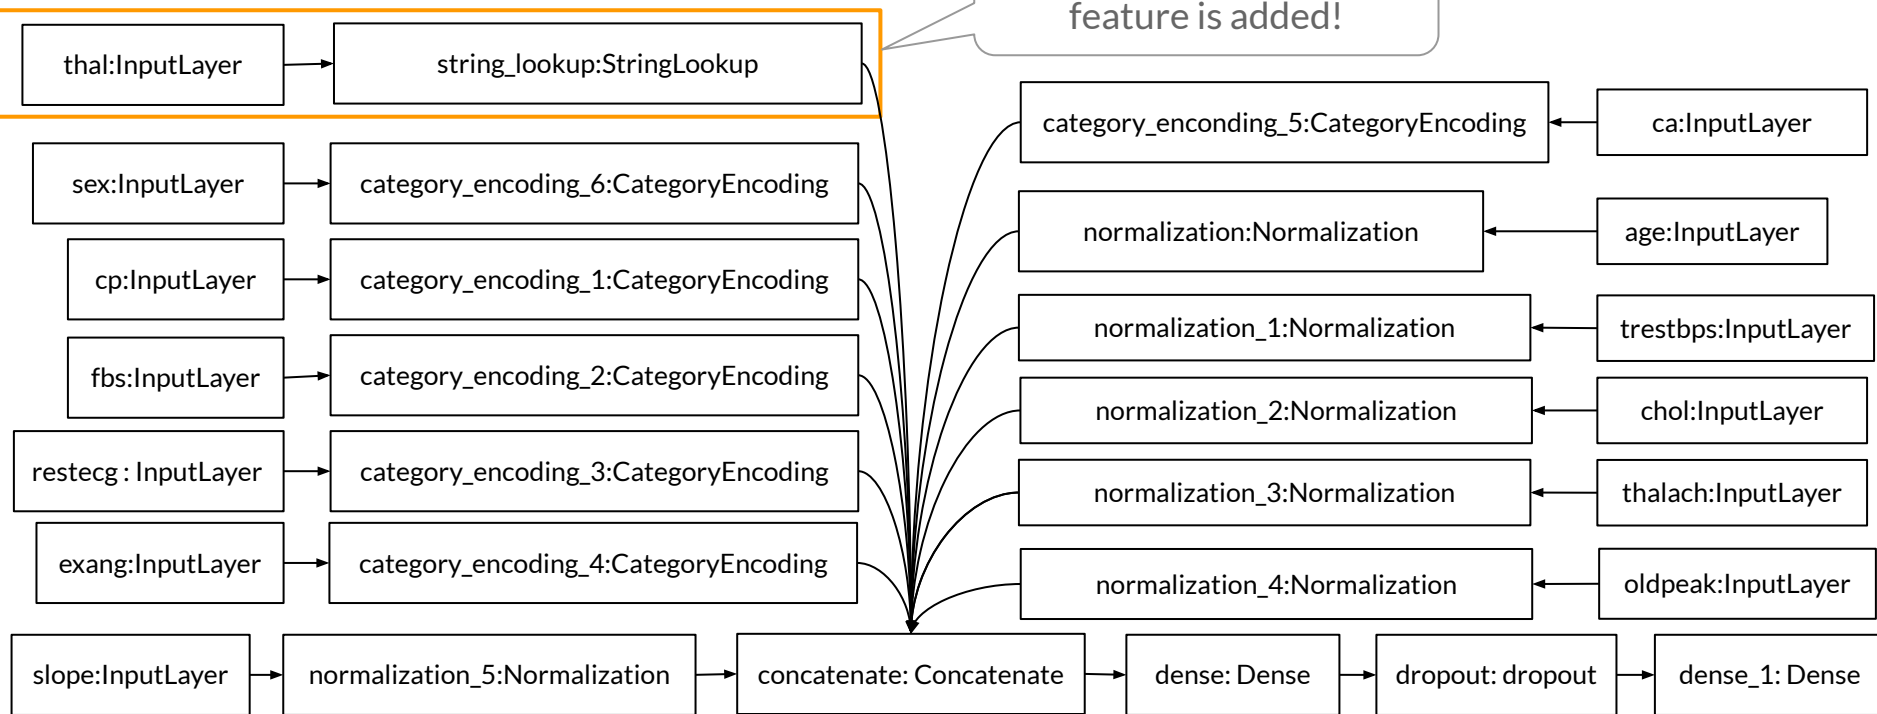 feature is added!
thal:InputLayer
string_lookup:StringLookup
category_enconding_5:CategoryEncoding
ca:InputLayer
sex:InputLayer
category_encoding_6:CategoryEncoding
normalization:Normalization
age:InputLayer
cp:InputLayer
category_encoding_1:CategoryEncoding
normalization_1:Normalization
trestbps:InputLayer
fbs:InputLayer
category_encoding_2:CategoryEncoding
normalization_2:Normalization
chol:InputLayer
restecg : InputLayer
category_encoding_3:CategoryEncoding
normalization_3:Normalization
thalach:InputLayer
exang:InputLayer
category_encoding_4:CategoryEncoding
normalization_4:Normalization
oldpeak:InputLayer
slope:InputLayer
normalization_5:Normalization
concatenate: Concatenate
dense: Dense
dropout: dropout
dense_1: Dense